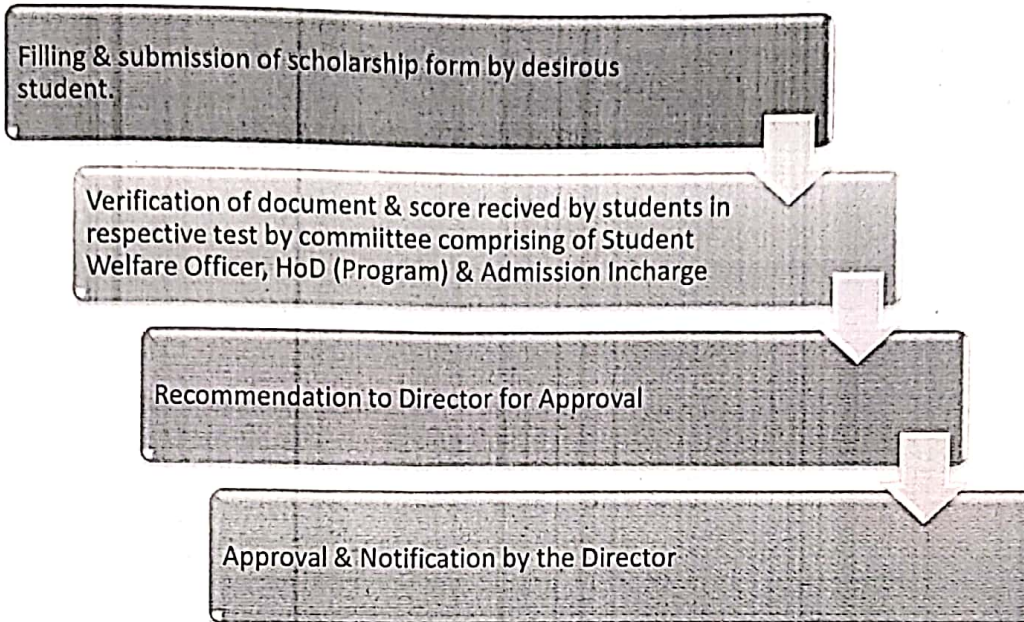 Filling & submission of scholarship form by desirous
student.
Verification of document & score recived by students in
respective test by commiittee comprising of Student
Welfare Officer, HoD (Program) & Admission Incharge
Recommendation to Director for Approval
Approval & Notification by the Director